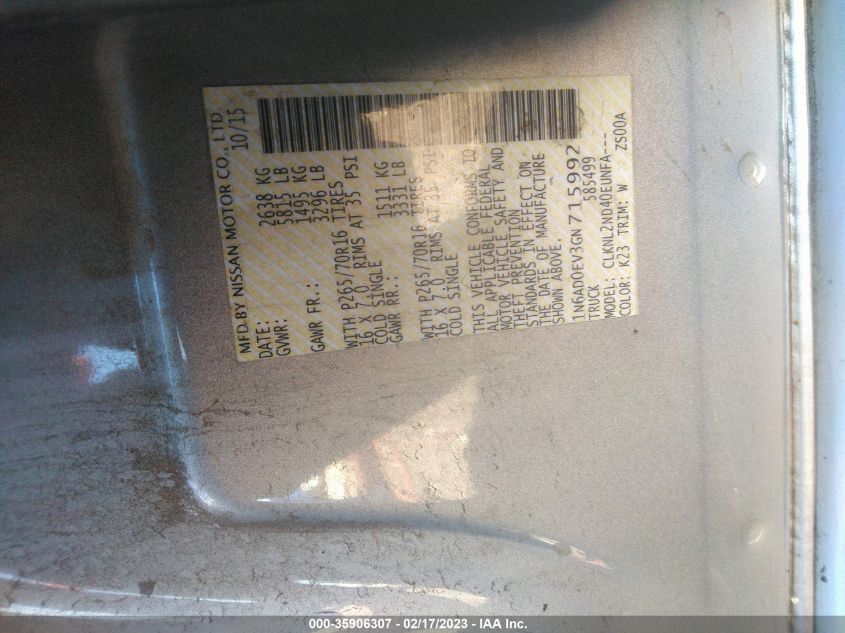 MFD BY NISSAN MOTOR CO., LTD
DATE: 10/15
GVWR: 2638 KG
5815 LB
GAWR FR.: 1495 KG
3296 LB
WITH P265/70R16 TIRES
16 X 7.0 RIMS AT 35 PSI
COLD SINGLE
GAWR RR.: 1511 KG
3331 LB
WITH P265/70R16 TIRES
16 X 7.0 RIMS AT 35 PSI
COLD SINGLE
THIS VEHICLE CONFORMS TO
ALL APPLICABLE FEDERAL
MOTOR VEHICLE SAFETY AND
THEFT PREVENTION
STANDARDS IN EFFECT ON
THE DATE OF MANUFACTURE
SHOWN ABOVE.
1N6AD0EV3GN715992
TRUCK 585499
MODEL: CLKNL2ND40EUNFA---
COLOR: K23 TRIM: W ZS00A
000-35906307 - 02/17/2023 - IAA Inc.